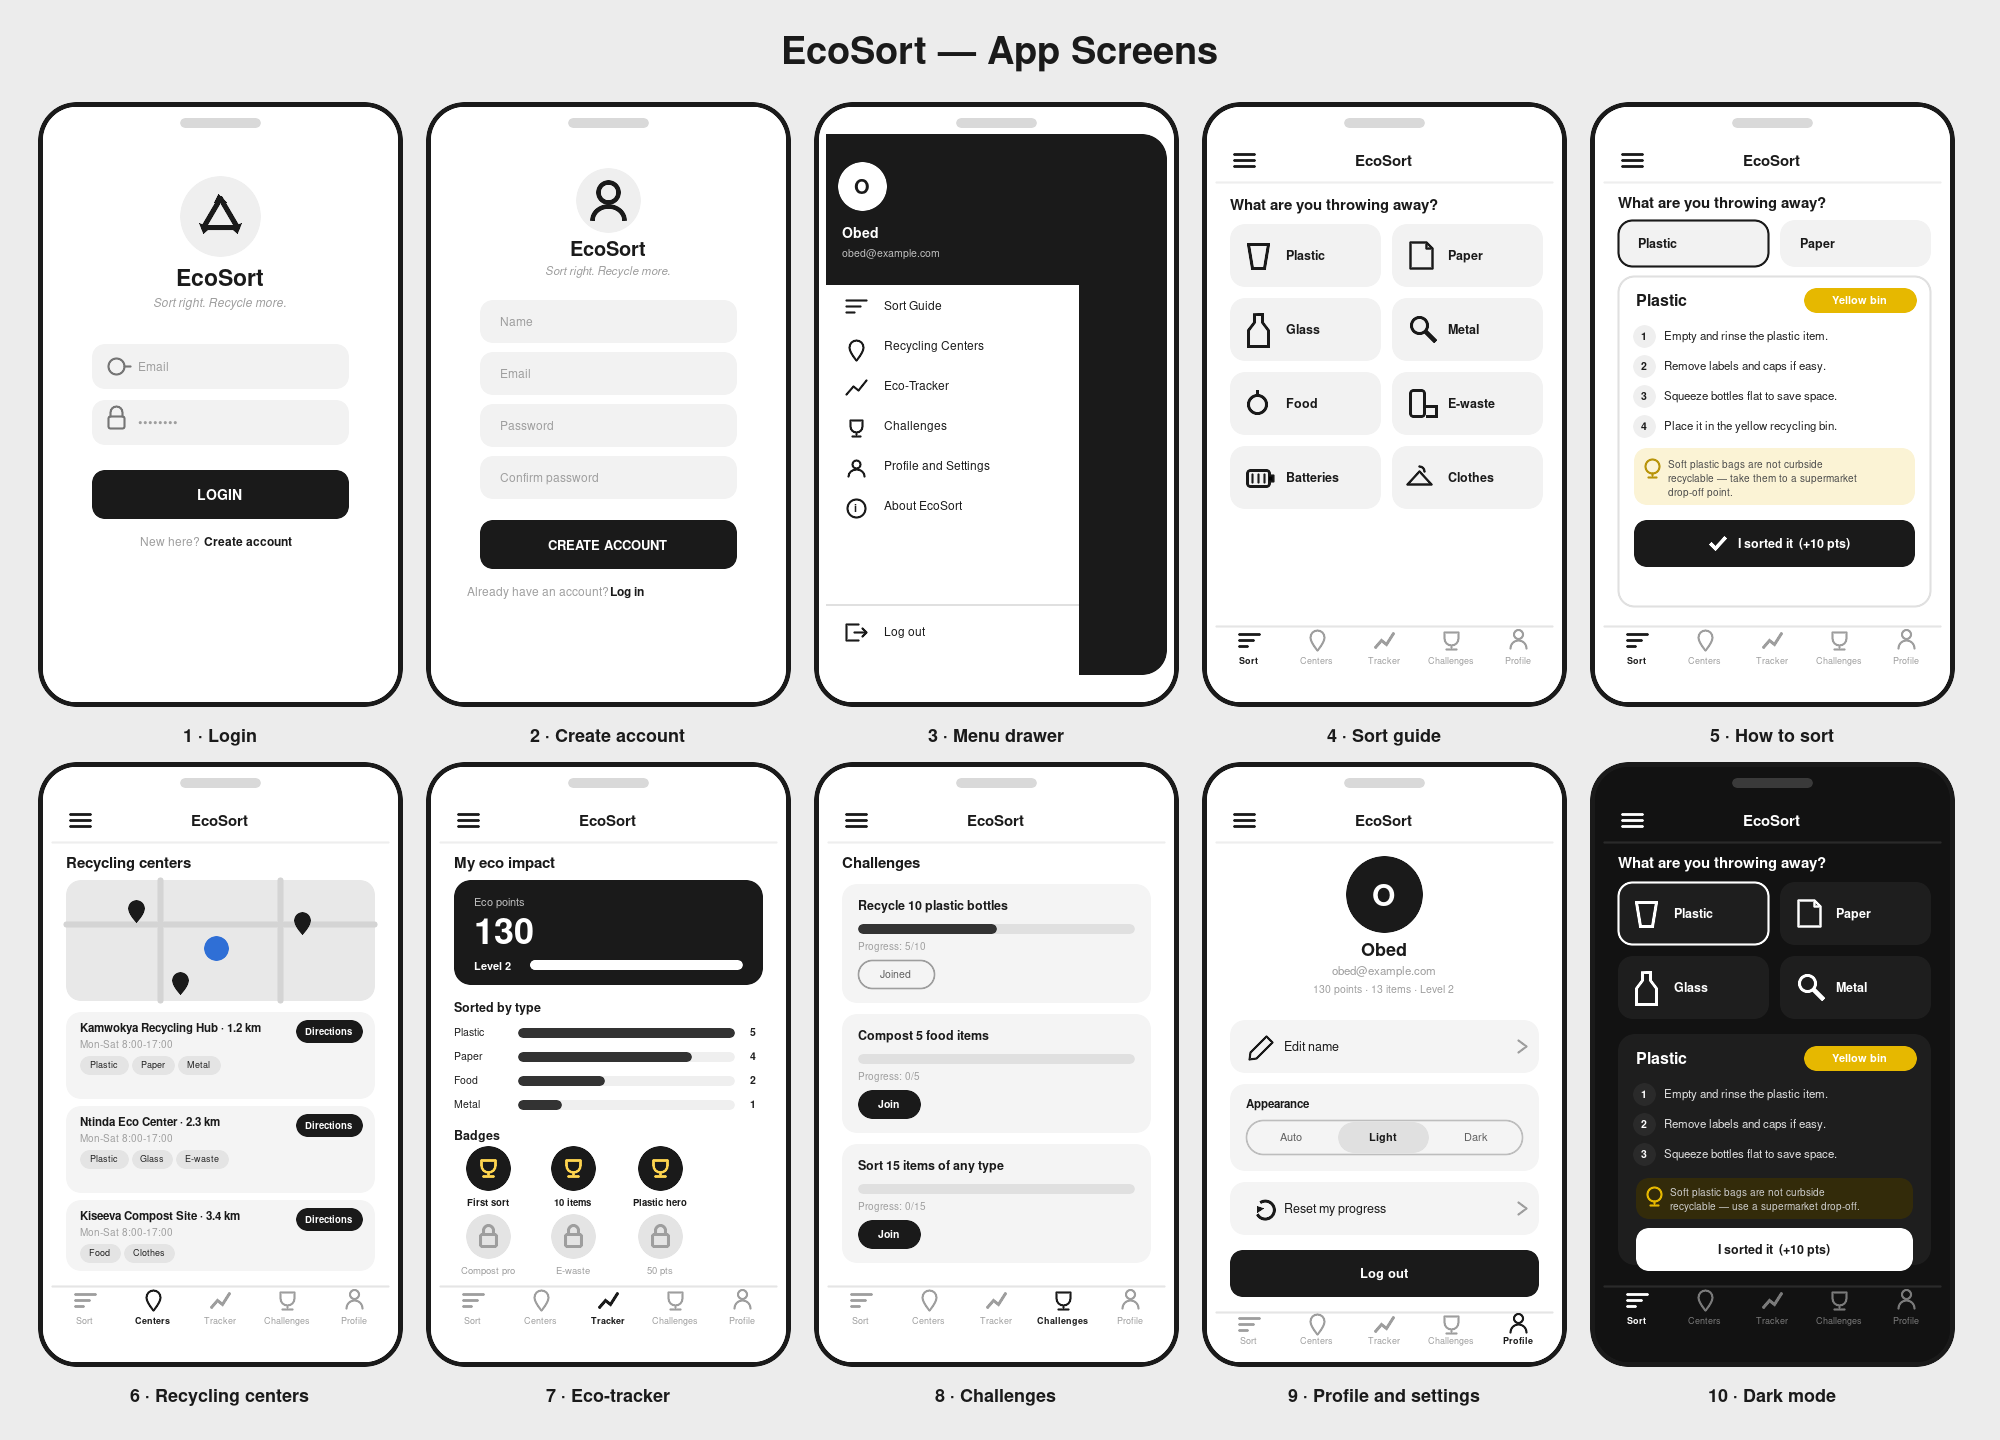 EcoSort — App Screens
EcoSort
Sort right. Recycle more.
Email
••••••••
LOGIN
New here? Create account
1 · Login
EcoSort
Sort right. Recycle more.
Name
Email
Password
Confirm password
CREATE ACCOUNT
Already have an account? Log in
2 · Create account
O
Obed
obed@example.com
Sort Guide
Recycling Centers
Eco-Tracker
Challenges
Profile and Settings
i
About EcoSort
Log out
3 · Menu drawer
EcoSort
What are you throwing away?
Plastic
Paper
Glass
Metal
Food
E-waste
Batteries
Clothes
Sort
Centers
Tracker
Challenges
Profile
4 · Sort guide
EcoSort
What are you throwing away?
Plastic
Paper
Plastic
Yellow bin
1 Empty and rinse the plastic item.
2 Remove labels and caps if easy.
3 Squeeze bottles flat to save space.
4 Place it in the yellow recycling bin.
Soft plastic bags are not curbside
recyclable — take them to a supermarket
drop-off point.
I sorted it (+10 pts)
Sort
Centers
Tracker
Challenges
Profile
5 · How to sort
EcoSort
Recycling centers
Kamwokya Recycling Hub · 1.2 km
Directions
Mon-Sat 8:00-17:00
Plastic
Paper
Metal
Ntinda Eco Center · 2.3 km
Directions
Mon-Sat 8:00-17:00
Plastic
Glass
E-waste
Kiseeva Compost Site · 3.4 km
Directions
Mon-Sat 8:00-17:00
Food
Clothes
Sort
Centers
Tracker
Challenges
Profile
6 · Recycling centers
EcoSort
My eco impact
Eco points
130
Level 2
Sorted by type
Plastic 5
Paper 4
Food 2
Metal 1
Badges
First sort
10 items
Plastic hero
Compost pro
E-waste
50 pts
Sort
Centers
Tracker
Challenges
Profile
7 · Eco-tracker
EcoSort
Challenges
Recycle 10 plastic bottles
Progress: 5/10
Joined
Compost 5 food items
Progress: 0/5
Join
Sort 15 items of any type
Progress: 0/15
Join
Sort
Centers
Tracker
Challenges
Profile
8 · Challenges
EcoSort
O
Obed
obed@example.com
130 points · 13 items · Level 2
Edit name
Appearance
Auto
Light
Dark
Reset my progress
Log out
Sort
Centers
Tracker
Challenges
Profile
9 · Profile and settings
EcoSort
What are you throwing away?
Plastic
Paper
Glass
Metal
Plastic
Yellow bin
1 Empty and rinse the plastic item.
2 Remove labels and caps if easy.
3 Squeeze bottles flat to save space.
Soft plastic bags are not curbside
recyclable — use a supermarket drop-off.
I sorted it (+10 pts)
Sort
Centers
Tracker
Challenges
Profile
10 · Dark mode